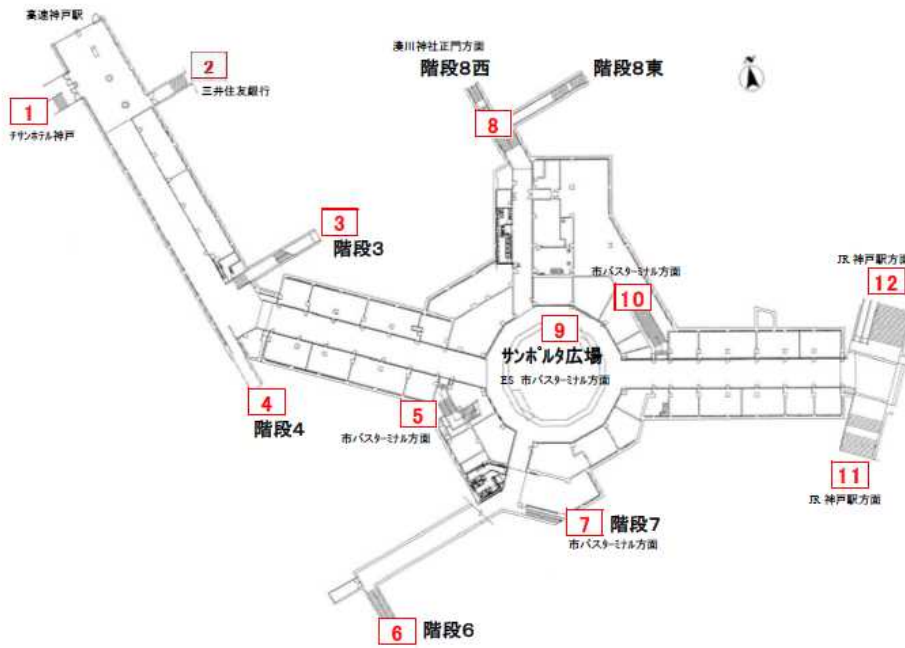 高速神戸駅
2
三井住友銀行
1
チサンホテル神戸
湊川神社正門方面
階段8西
階段8東
8
N
3
階段3
市バスターミナル方面
10
JR 神戸駅方面
12
9
サンポルタ広場
ES 市バスターミナル方面
4
階段4
5
市バスターミナル方面
11
JR 神戸駅方面
7
階段7
市バスターミナル方面
6
階段6